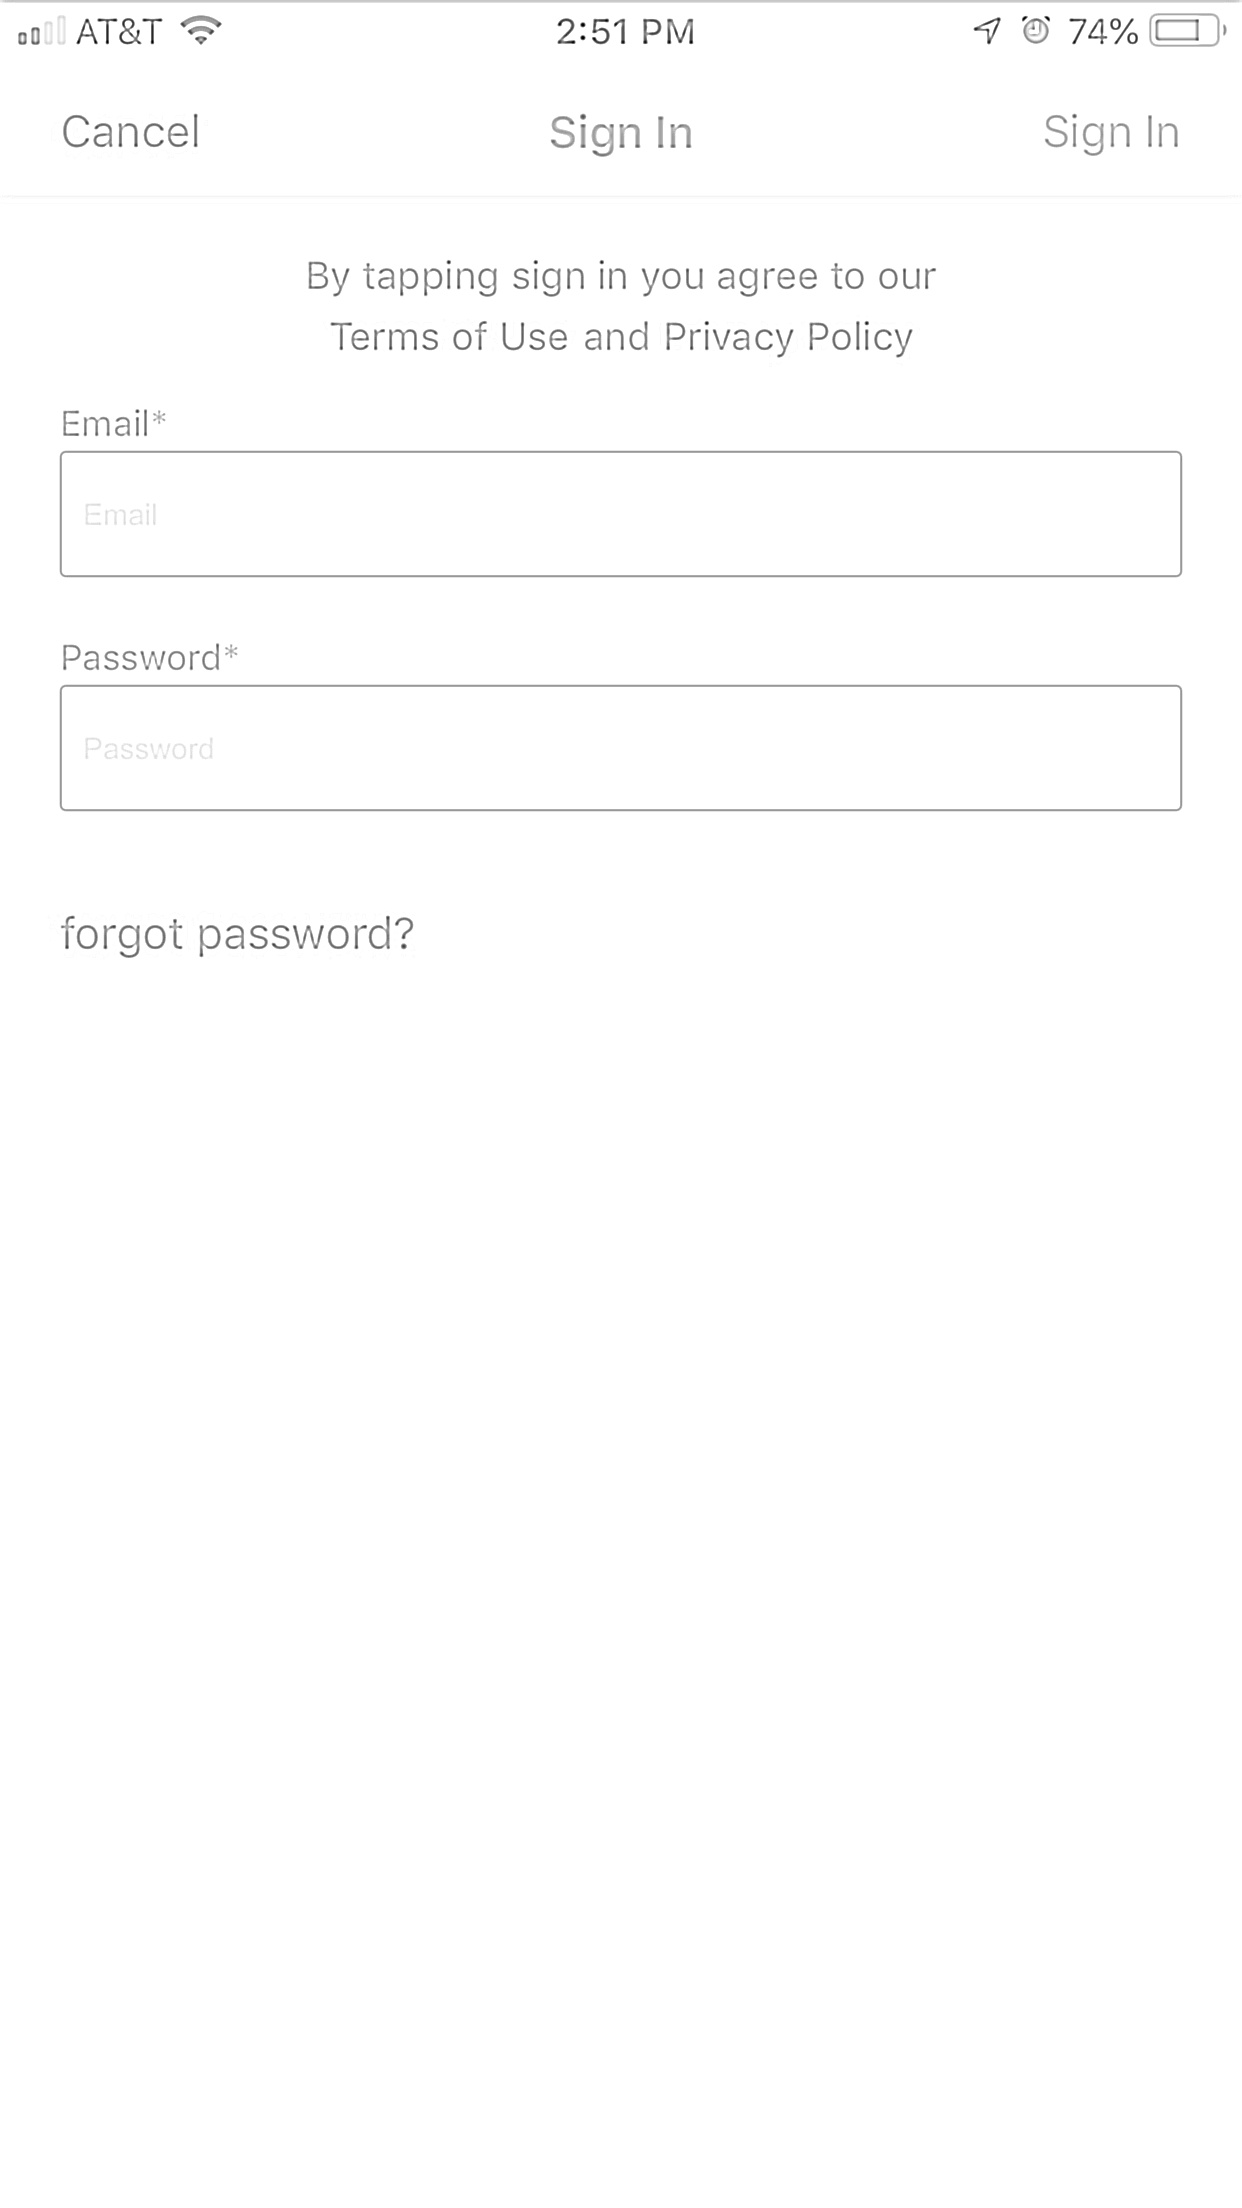 AT&T 2:51 PM 74%
Cancel Sign In Sign In
By tapping sign in you agree to our
Terms of Use and Privacy Policy
Email*
Email
Password*
Password
forgot password?